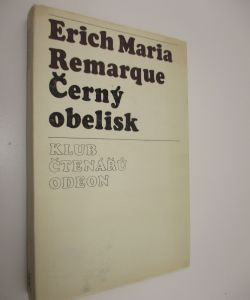 Erich Maria
Remarque
Černý
obelisk
KLUB
ČTENÁŘŮ
ODEON